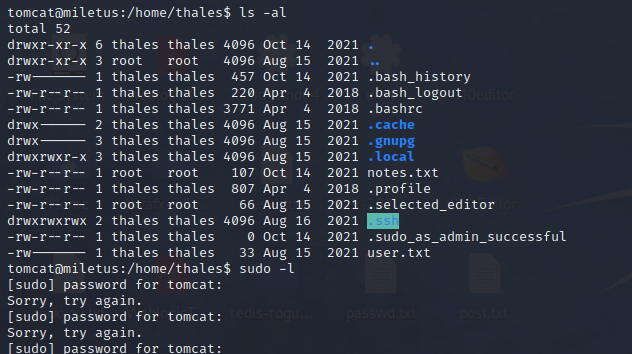 tomcat@miletus:/home/thales$ ls -al
total 52
drwxr-xr-x 6 thales thales 4096 Oct 14  2021 .
drwxr-xr-x 3 root   root   4096 Aug 15  2021 ..
-rw------- 1 thales thales  457 Oct 14  2021 .bash_history
-rw-r--r-- 1 thales thales  220 Apr  4  2018 .bash_logout
-rw-r--r-- 1 thales thales 3771 Apr  4  2018 .bashrc
drwx------ 2 thales thales 4096 Aug 15  2021 .cache
drwx------ 3 thales thales 4096 Aug 15  2021 .gnupg
drwxrwxr-x 3 thales thales 4096 Aug 15  2021 .local
-rw-r--r-- 1 root   root    107 Oct 14  2021 notes.txt
-rw-r--r-- 1 thales thales  807 Apr  4  2018 .profile
-rw-r--r-- 1 root   root     66 Aug 15  2021 .selected_editor
drwxrwxrwx 2 thales thales 4096 Aug 16  2021 .ssh
-rw-r--r-- 1 thales thales    0 Oct 14  2021 .sudo_as_admin_successful
-rw------- 1 thales thales   33 Aug 15  2021 user.txt
tomcat@miletus:/home/thales$ sudo -l
[sudo] password for tomcat:
Sorry, try again.
[sudo] password for tomcat:
Sorry, try again.
[sudo] password for tomcat:
redis-rogu...
passwd.txt
post.txt